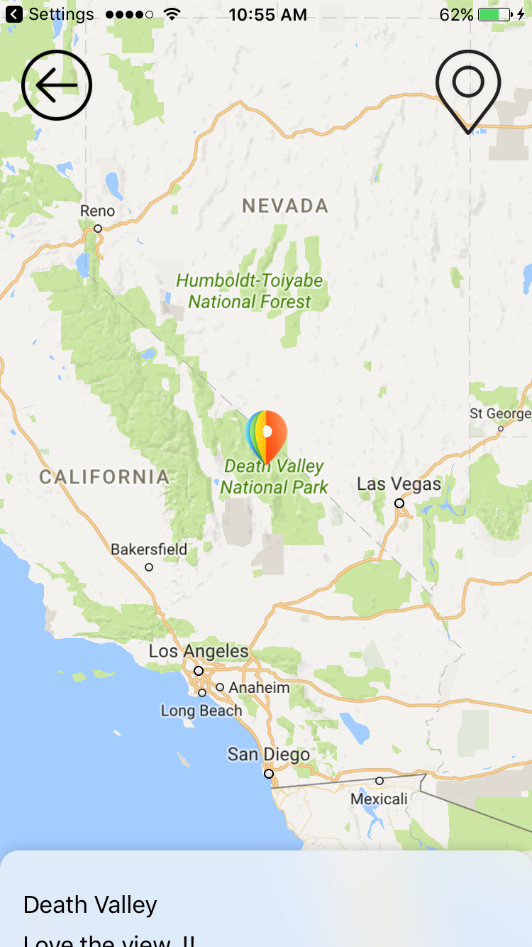 Settings 10:55 AM 62%
Reno
NEVADA
Humboldt-Toiyabe
National Forest
St George
Death Valley
National Park
CALIFORNIA
Las Vegas
Bakersfield
Los Angeles
Anaheim
Long Beach
San Diego
Mexicali
Death Valley
Love the view !!